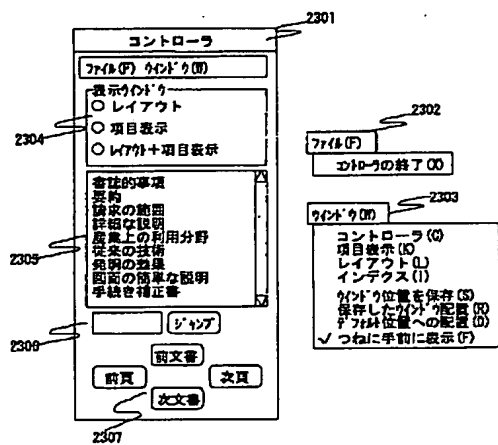 2301
コントローラ
ファイル(F) ウインドウ(W)
表示ウインドウ
2304
レイアウト
項目表示
レイアウト+項目表示
2302
ファイル(F)
コントローラの終了(X)
書誌的事項
要約
請求の範囲
詳細な説明
産業上の利用分野
従来の技術
発明の効果
図面の簡単な説明
手続き補正書
2305
2303
ウインドウ(W)
コントローラ(C)
項目表示(K)
レイアウト(L)
インデクス(I)
ウインドウ位置を保存(S)
保存したウインドウ配置(R)
デフォルト位置への配置(D)
✓ つねに手前に表示(F)
2306
ジャンプ
前文書
前頁 次頁
次文書
2307